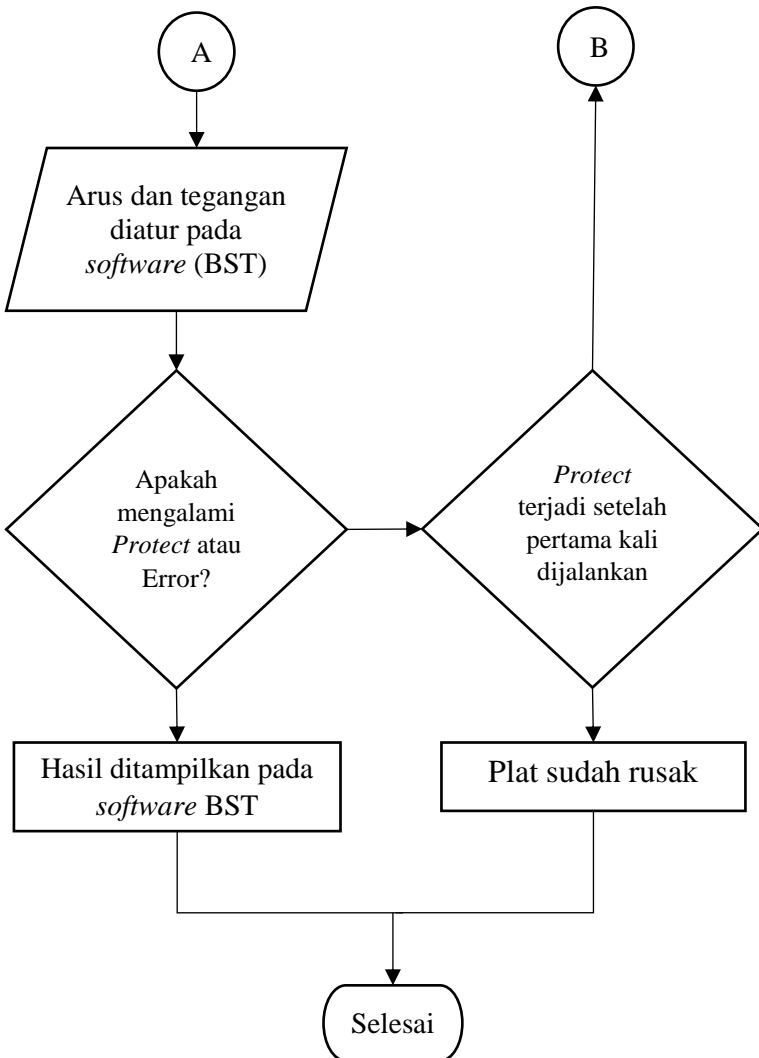 A
B
Arus dan tegangan
diatur pada
software (BST)
Apakah
mengalami
Protect atau
Error?
Protect
terjadi setelah
pertama kali
dijalankan
Hasil ditampilkan pada
software BST
Plat sudah rusak
Selesai